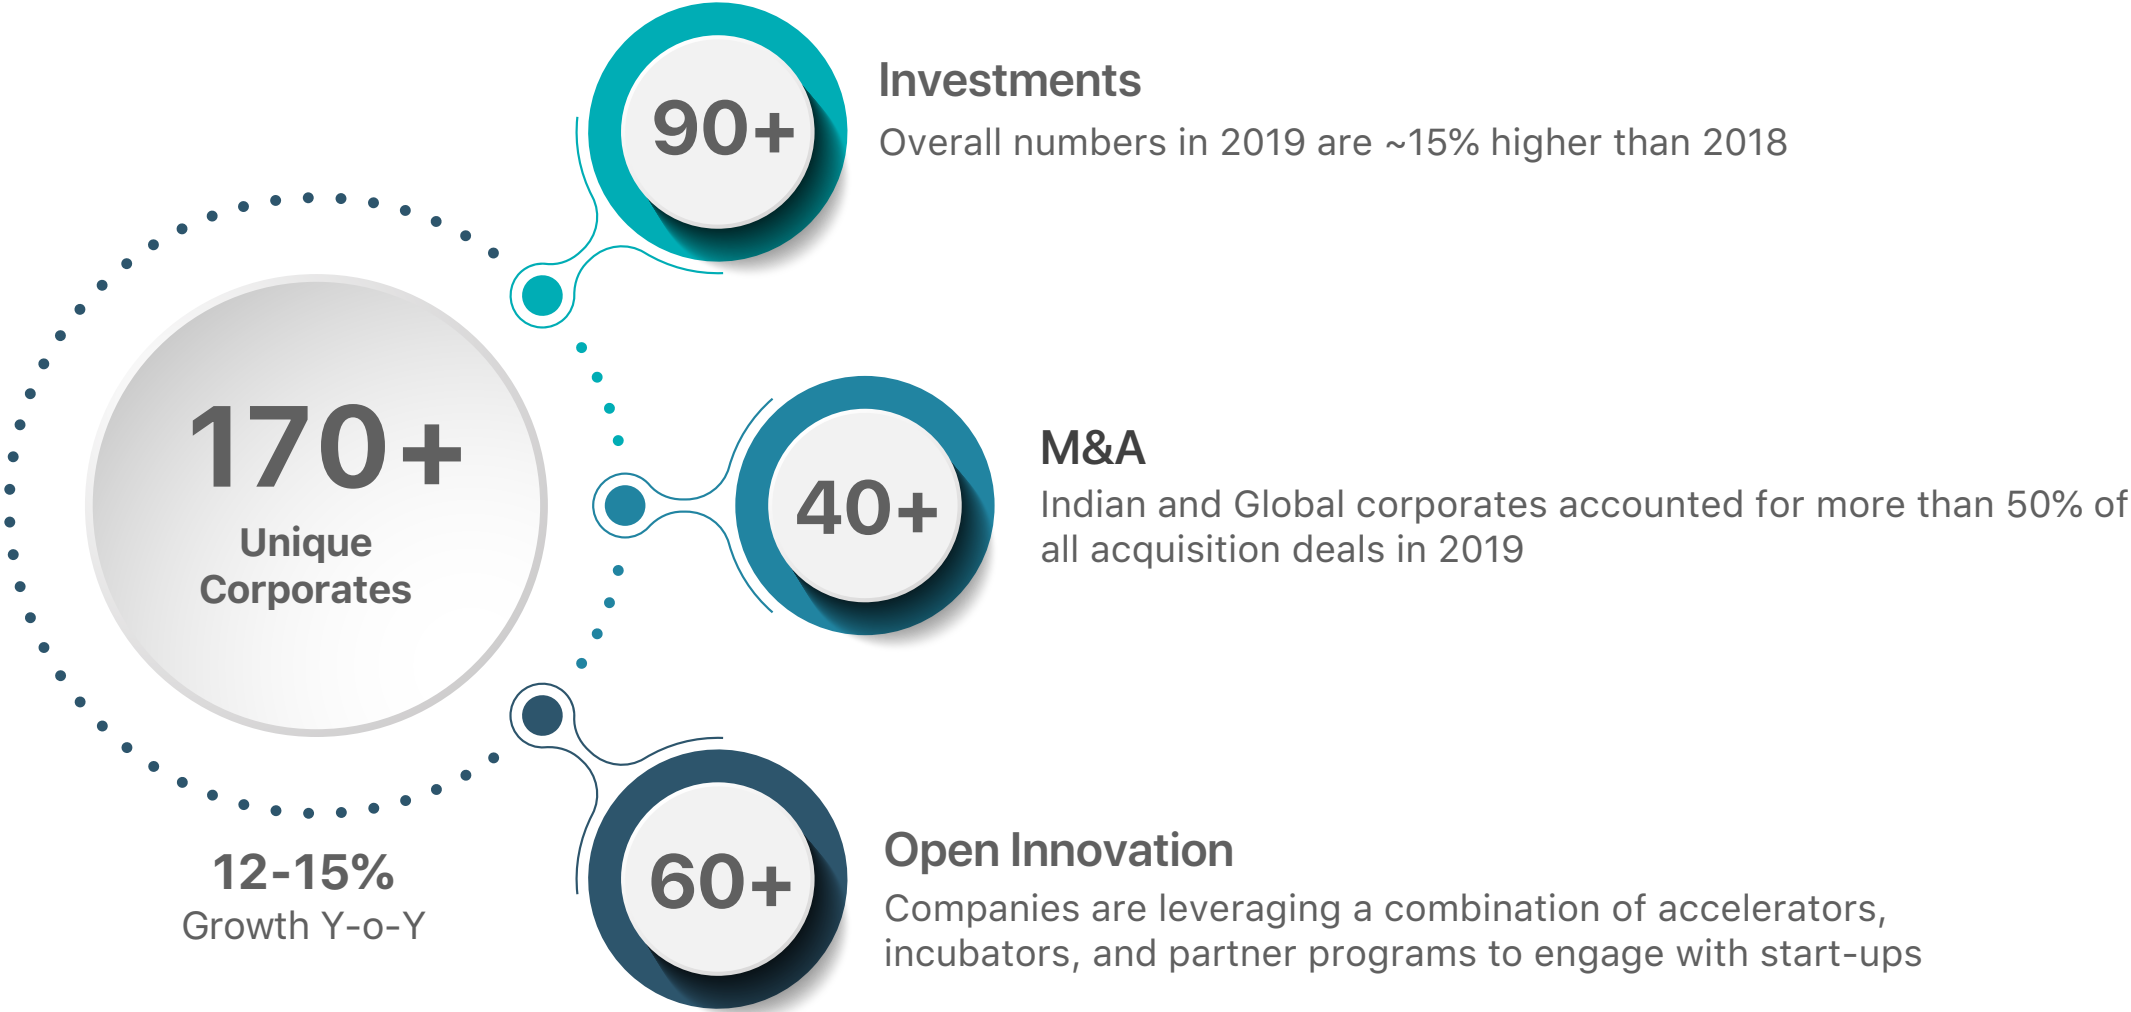 170+
Unique
Corporates
12-15%
Growth Y-o-Y
90+
Investments
Overall numbers in 2019 are ~15% higher than 2018
40+
M&A
Indian and Global corporates accounted for more than 50% of
all acquisition deals in 2019
60+
Open Innovation
Companies are leveraging a combination of accelerators,
incubators, and partner programs to engage with start-ups